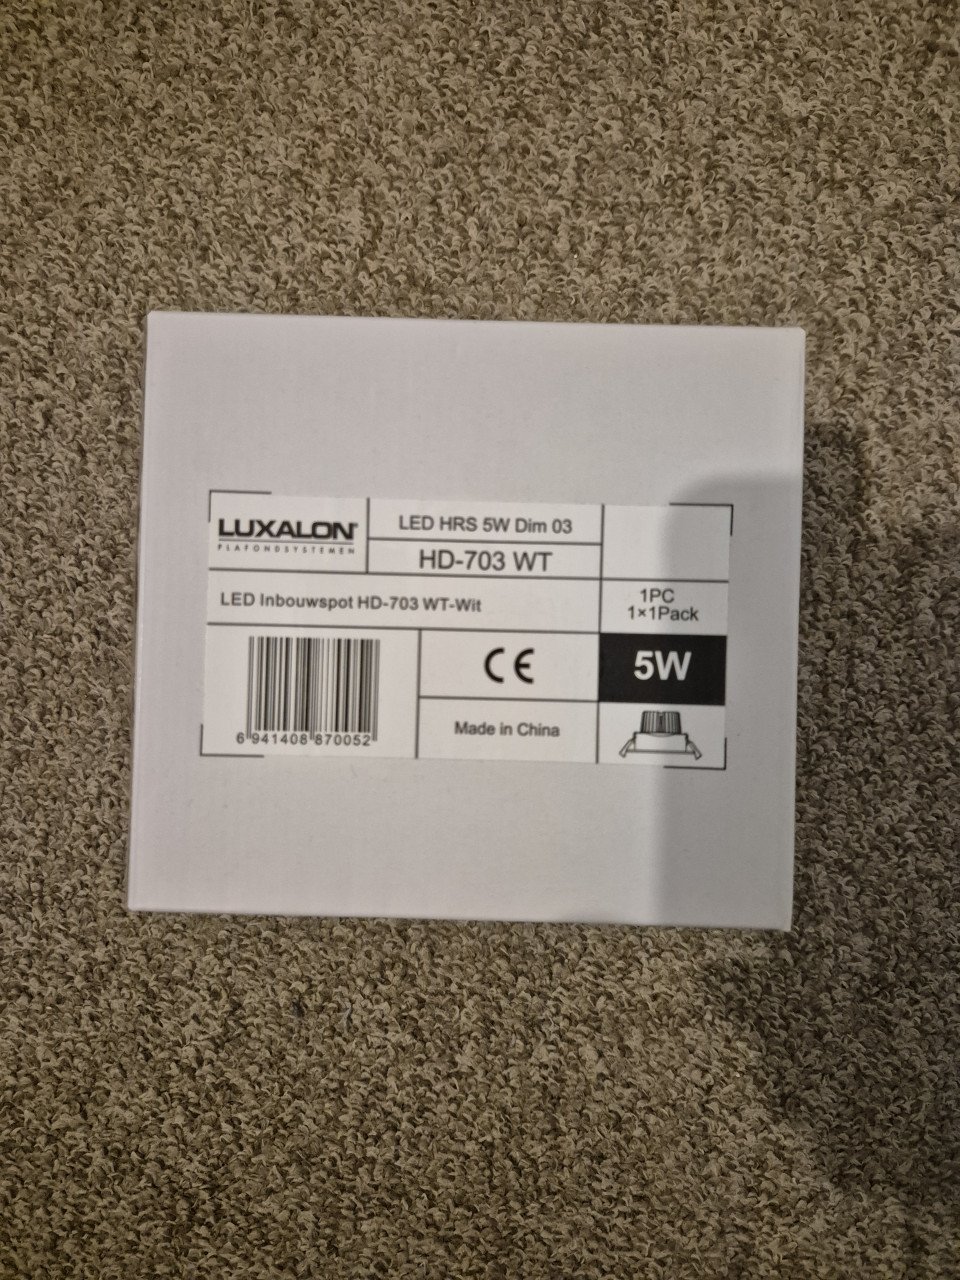 LUXALON®
PLAFONDSYSTEMEN
LED HRS 5W Dim 03
HD-703 WT
LED Inbouwspot HD-703 WT-Wit
1PC
1×1Pack
5W
CE
Made in China
6 941408 870052